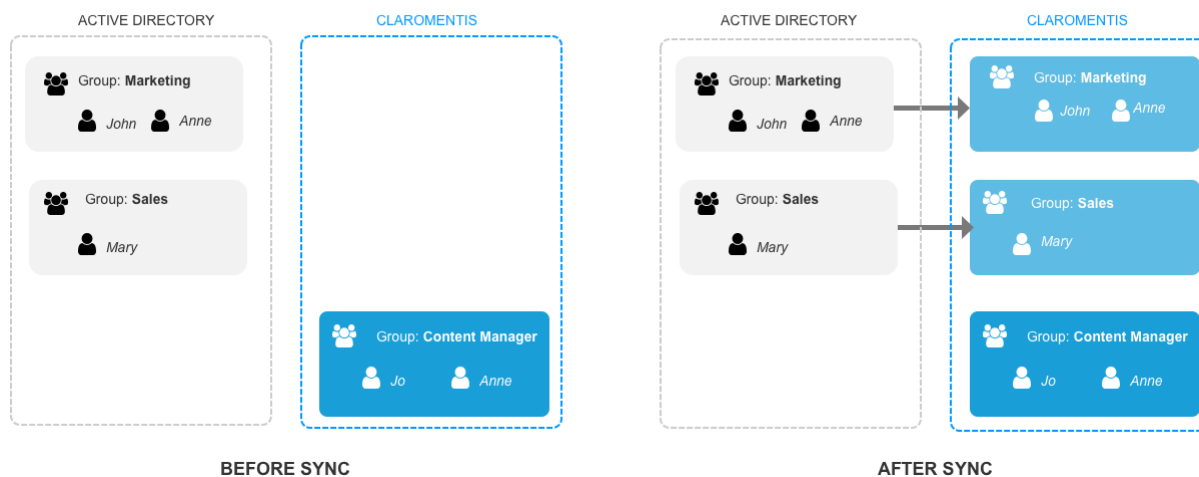 ACTIVE DIRECTORY
CLAROMENTIS
Group: Marketing
John
Anne
Group: Sales
Mary
Group: Content Manager
Jo
Anne
BEFORE SYNC
ACTIVE DIRECTORY
CLAROMENTIS
Group: Marketing
John
Anne
Group: Marketing
John
Anne
Group: Sales
Mary
Group: Sales
Mary
Group: Content Manager
Jo
Anne
AFTER SYNC